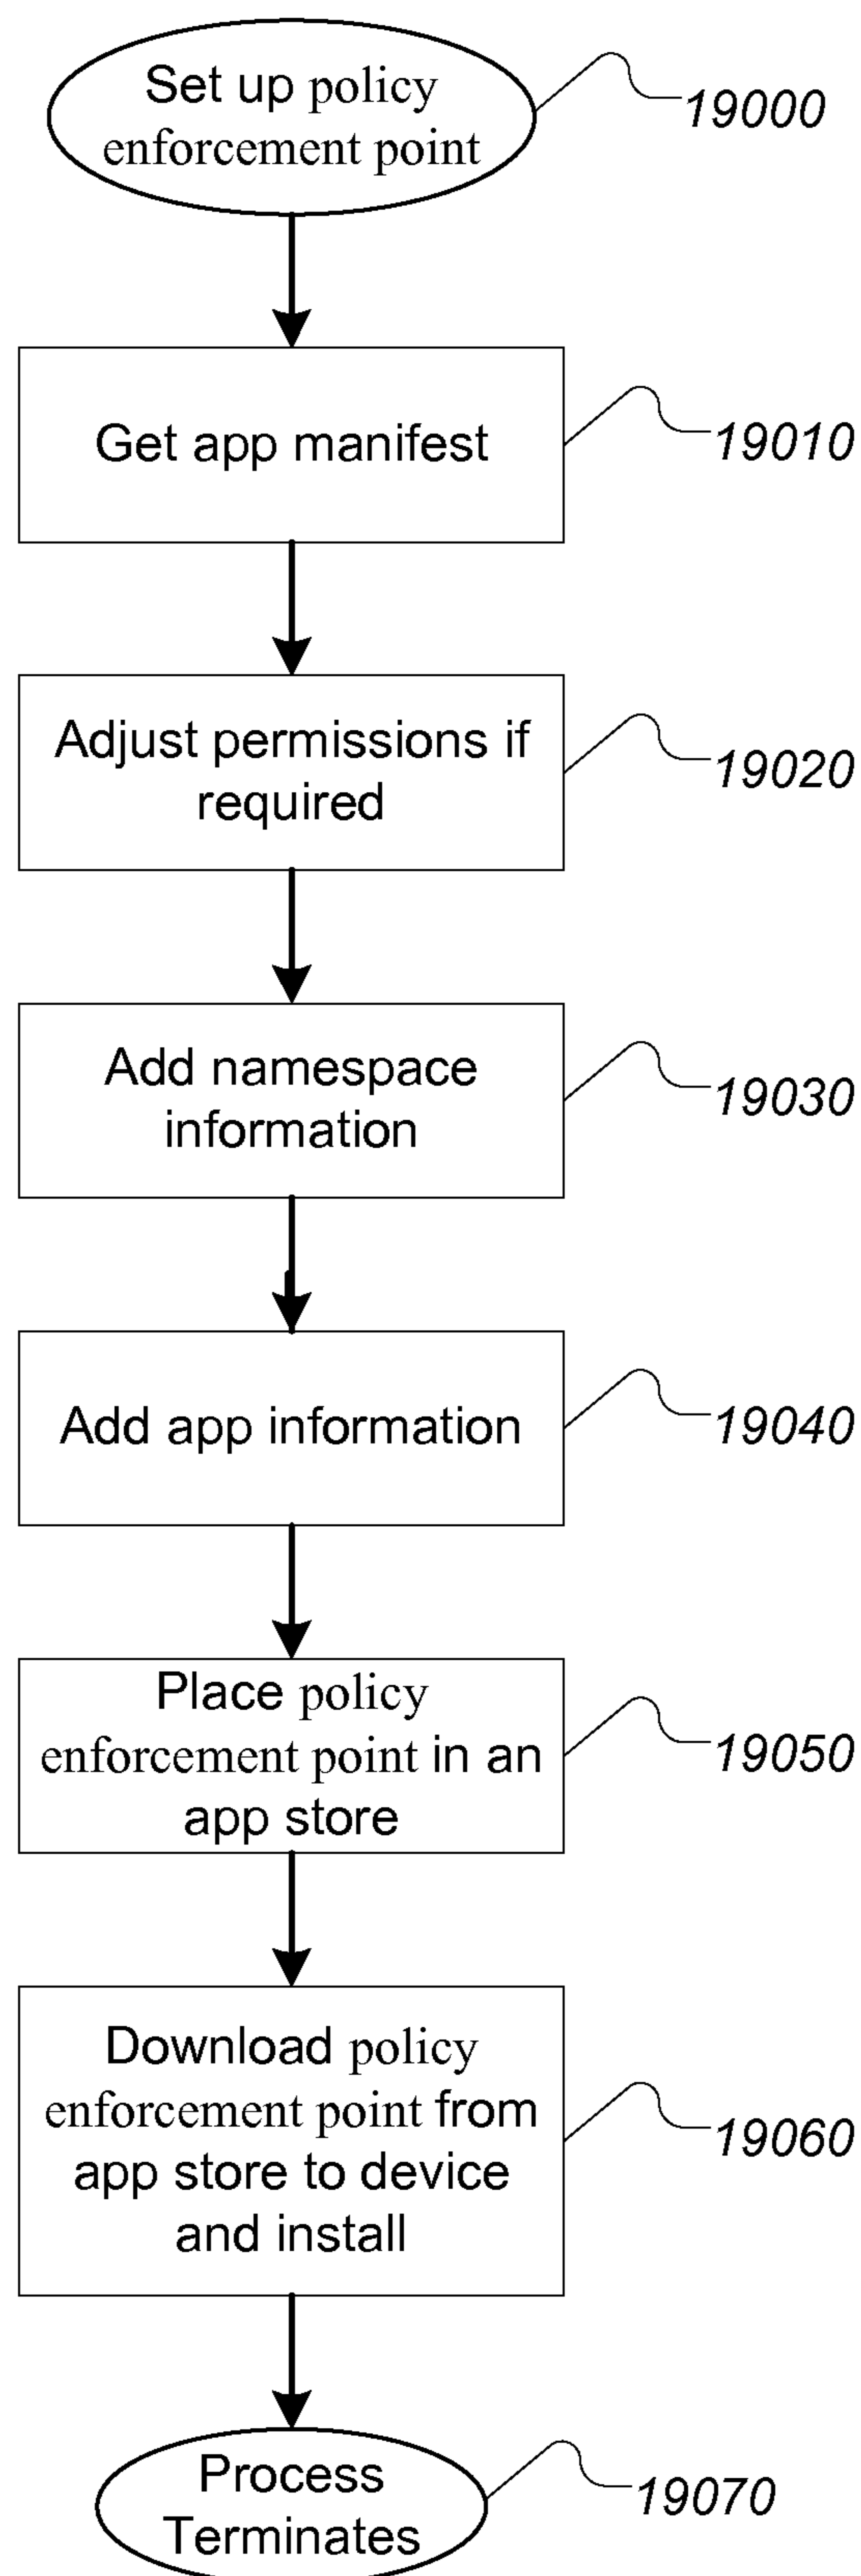 Set up policy
enforcement point
19000
Get app manifest
19010
Adjust permissions if
required
19020
Add namespace
information
19030
Add app information
19040
Place policy
enforcement point in an
app store
19050
Download policy
enforcement point from
app store to device
and install
19060
Process
Terminates
19070